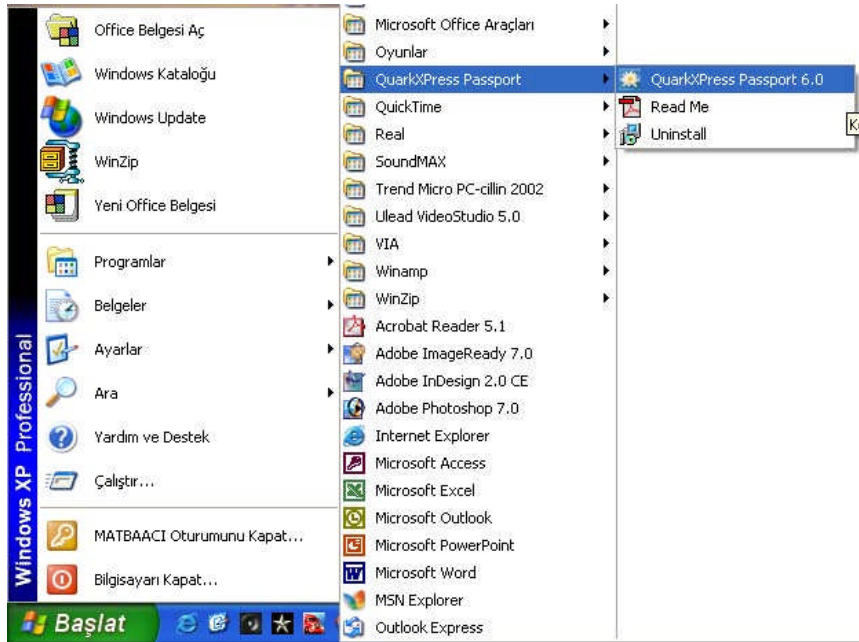 Office Belgesi Aç
Windows Kataloğu
Windows Update
WinZip
Yeni Office Belgesi
Programlar
Belgeler
Ayarlar
Ara
Yardım ve Destek
Çalıştır...
MATBAACI Oturumunu Kapat...
Bilgisayarı Kapat...
Windows XP Professional
Başlat
Microsoft Office Araçları
Oyunlar
QuarkXPress Passport
QuickTime
Real
SoundMAX
Trend Micro PC-cillin 2002
Ulead VideoStudio 5.0
VIA
Winamp
WinZip
Acrobat Reader 5.1
Adobe ImageReady 7.0
Adobe InDesign 2.0 CE
Adobe Photoshop 7.0
Internet Explorer
Microsoft Access
Microsoft Excel
Microsoft Outlook
Microsoft PowerPoint
Microsoft Word
MSN Explorer
Outlook Express
QuarkXPress Passport 6.0
Read Me
Uninstall